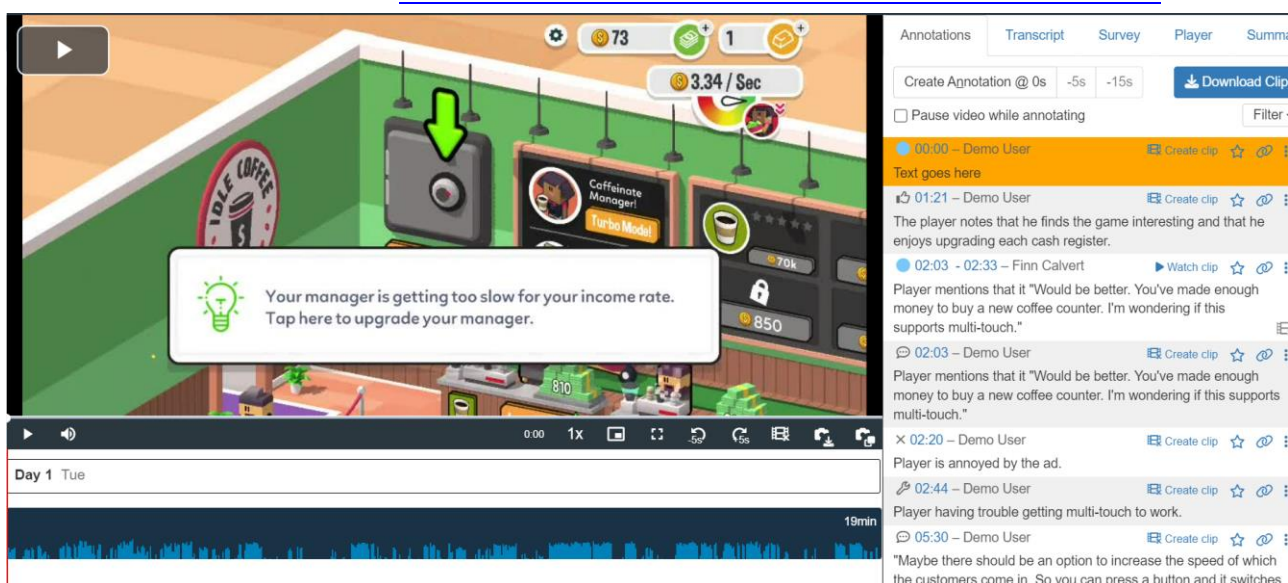 73
1
3.34 / Sec
IDLE COFFEE
Caffeinate
Manager!
Turbo Mode!
70k
850
Your manager is getting too slow for your income rate.
Tap here to upgrade your manager.
810
0:00
1x
-5s
5s
Day 1 Tue
19min
Annotations
Transcript
Survey
Player
Summa
Create Annotation @ 0s
-5s
-15s
Download Clip
Pause video while annotating
Filter
00:00 – Demo User
Create clip
Text goes here
01:21 – Demo User
Create clip
The player notes that he finds the game interesting and that he
enjoys upgrading each cash register.
02:03 - 02:33 – Finn Calvert
Watch clip
Player mentions that it "Would be better. You've made enough
money to buy a new coffee counter. I'm wondering if this
supports multi-touch."
02:03 – Demo User
Create clip
Player mentions that it "Would be better. You've made enough
money to buy a new coffee counter. I'm wondering if this supports
multi-touch."
02:20 – Demo User
Create clip
Player is annoyed by the ad.
02:44 – Demo User
Create clip
Player having trouble getting multi-touch to work.
05:30 – Demo User
Create clip
"Maybe there should be an option to increase the speed of which
the customers come in. So you can press a button and it switches